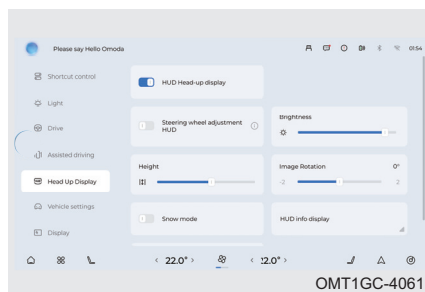 Please say Hello Omoda
01:54
Shortcut control
HUD Head-up display
Light
Steering wheel adjustment
HUD
Brightness
Drive
Assisted driving
Height
Image Rotation
0°
-2
2
Head Up Display
Vehicle settings
Snow mode
HUD info display
Display
< 22.0° >
< 22.0° >
OMT1GC-4061